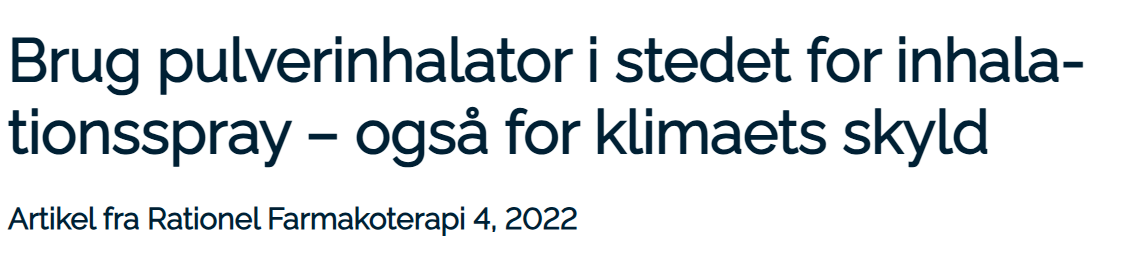 Brug pulverinhalator i stedet for inhala-
tionsspray – også for klimaets skyld
Artikel fra Rationel Farmakoterapi 4, 2022